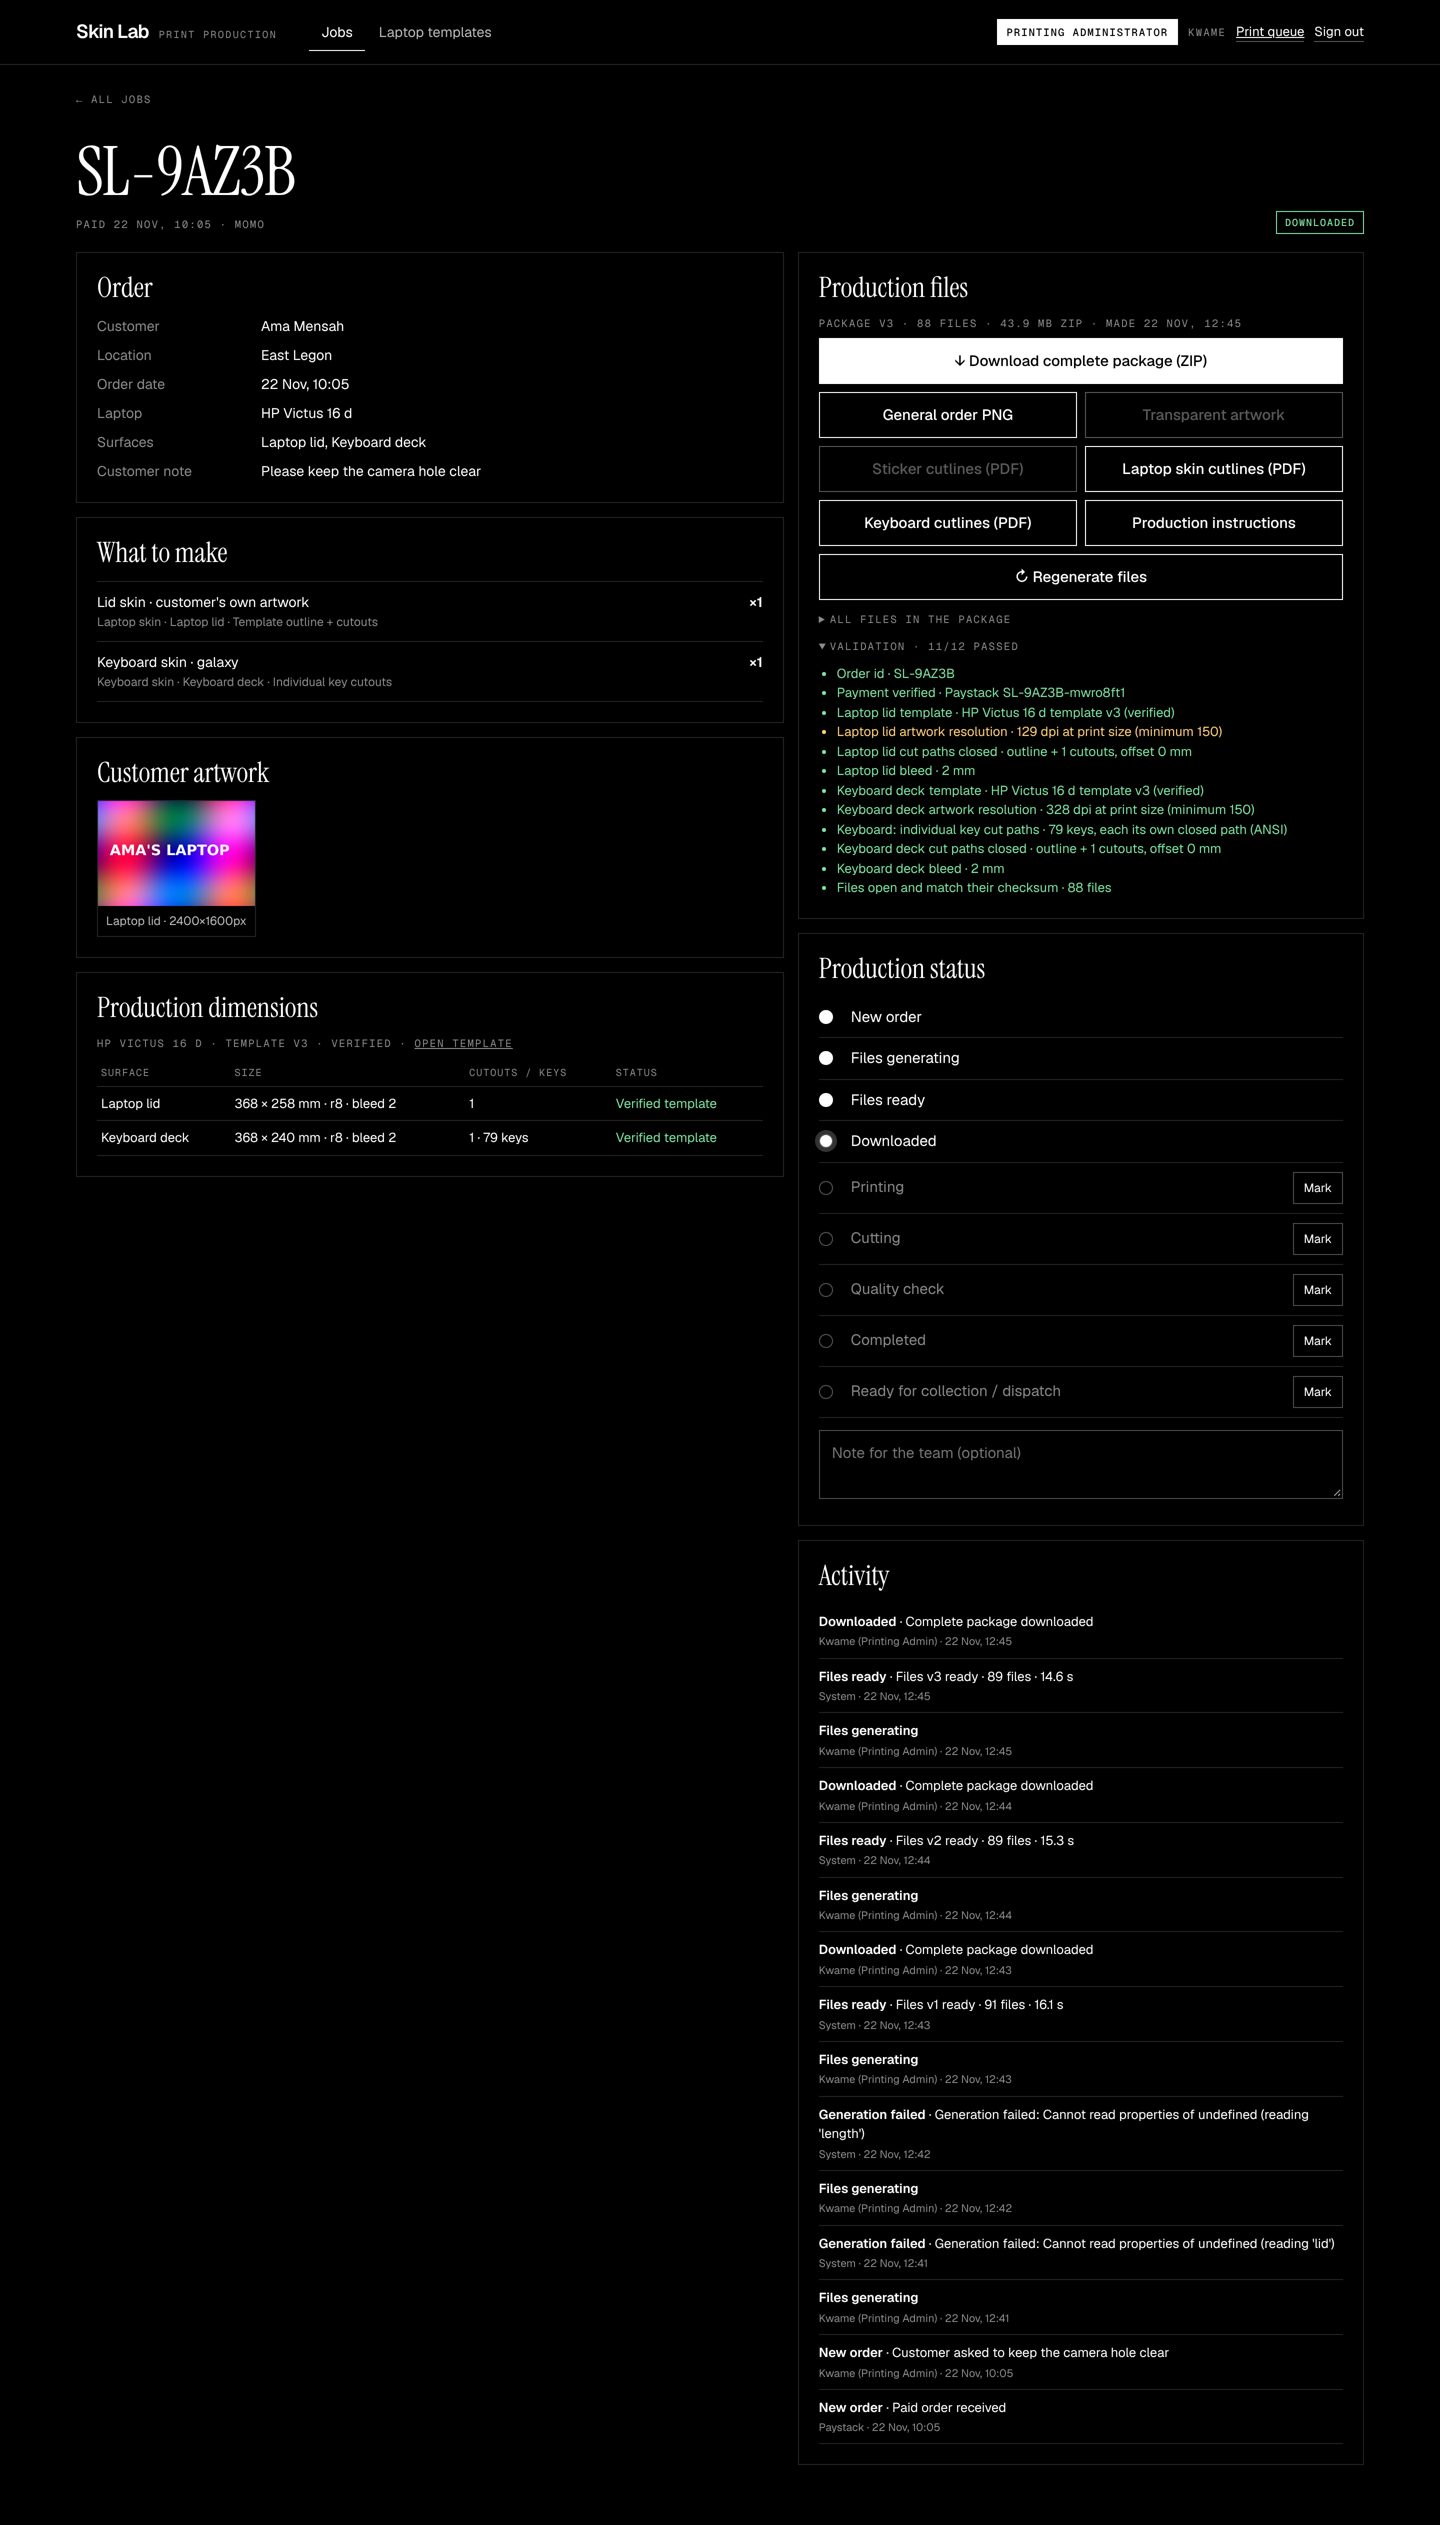 Skin Lab PRINT PRODUCTION Jobs Laptop templates PRINTING ADMINISTRATOR KWAME Print queue Sign out
← ALL JOBS
SL-9AZ3B
PAID 22 NOV, 10:05 · MOMO
DOWNLOADED
Order
Customer Ama Mensah
Location East Legon
Order date 22 Nov, 10:05
Laptop HP Victus 16 d
Surfaces Laptop lid, Keyboard deck
Customer note Please keep the camera hole clear
What to make
Lid skin · customer's own artwork ×1
Laptop skin · Laptop lid · Template outline + cutouts
Keyboard skin · galaxy ×1
Keyboard skin · Keyboard deck · Individual key cutouts
Customer artwork
AMA'S LAPTOP
Laptop lid · 2400×1600px
Production dimensions
HP VICTUS 16 D · TEMPLATE V3 · VERIFIED · OPEN TEMPLATE
SURFACE SIZE CUTOUTS / KEYS STATUS
Laptop lid 368 × 258 mm · r8 · bleed 2 1 Verified template
Keyboard deck 368 × 240 mm · r8 · bleed 2 1 · 79 keys Verified template
Production files
PACKAGE V3 · 88 FILES · 43.9 MB ZIP · MADE 22 NOV, 12:45
↓ Download complete package (ZIP)
General order PNG Transparent artwork
Sticker cutlines (PDF) Laptop skin cutlines (PDF)
Keyboard cutlines (PDF) Production instructions
↻ Regenerate files
▶ ALL FILES IN THE PACKAGE
▼ VALIDATION · 11/12 PASSED
• Order id · SL-9AZ3B
• Payment verified · Paystack SL-9AZ3B-mwro8ft1
• Laptop lid template · HP Victus 16 d template v3 (verified)
• Laptop lid artwork resolution · 129 dpi at print size (minimum 150)
• Laptop lid cut paths closed · outline + 1 cutouts, offset 0 mm
• Laptop lid bleed · 2 mm
• Keyboard deck template · HP Victus 16 d template v3 (verified)
• Keyboard deck artwork resolution · 328 dpi at print size (minimum 150)
• Keyboard: individual key cut paths · 79 keys, each its own closed path (ANSI)
• Keyboard deck cut paths closed · outline + 1 cutouts, offset 0 mm
• Keyboard deck bleed · 2 mm
• Files open and match their checksum · 88 files
Production status
New order
Files generating
Files ready
Downloaded
Printing Mark
Cutting Mark
Quality check Mark
Completed Mark
Ready for collection / dispatch Mark
Note for the team (optional)
Activity
Downloaded · Complete package downloaded
Kwame (Printing Admin) · 22 Nov, 12:45
Files ready · Files v3 ready · 89 files · 14.6 s
System · 22 Nov, 12:45
Files generating
Kwame (Printing Admin) · 22 Nov, 12:45
Downloaded · Complete package downloaded
Kwame (Printing Admin) · 22 Nov, 12:44
Files ready · Files v2 ready · 89 files · 15.3 s
System · 22 Nov, 12:44
Files generating
Kwame (Printing Admin) · 22 Nov, 12:44
Downloaded · Complete package downloaded
Kwame (Printing Admin) · 22 Nov, 12:43
Files ready · Files v1 ready · 91 files · 16.1 s
System · 22 Nov, 12:43
Files generating
Kwame (Printing Admin) · 22 Nov, 12:43
Generation failed · Generation failed: Cannot read properties of undefined (reading
'length')
System · 22 Nov, 12:42
Files generating
Kwame (Printing Admin) · 22 Nov, 12:42
Generation failed · Generation failed: Cannot read properties of undefined (reading 'lid')
System · 22 Nov, 12:41
Files generating
Kwame (Printing Admin) · 22 Nov, 12:41
New order · Customer asked to keep the camera hole clear
Kwame (Printing Admin) · 22 Nov, 10:05
New order · Paid order received
Paystack · 22 Nov, 10:05